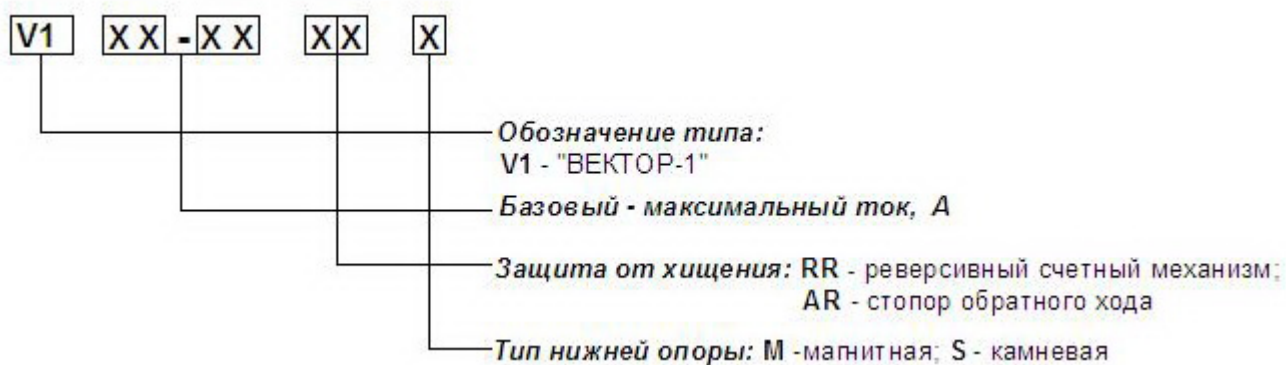 V1 XX-XX XX X
Обозначение типа:
V1 - "ВЕКТОР-1"
Базовый - максимальный ток, А
Защита от хищения: RR - реверсивный счетный механизм;
AR - стопор обратного хода
Тип нижней опоры: M -магнитная; S - камневая